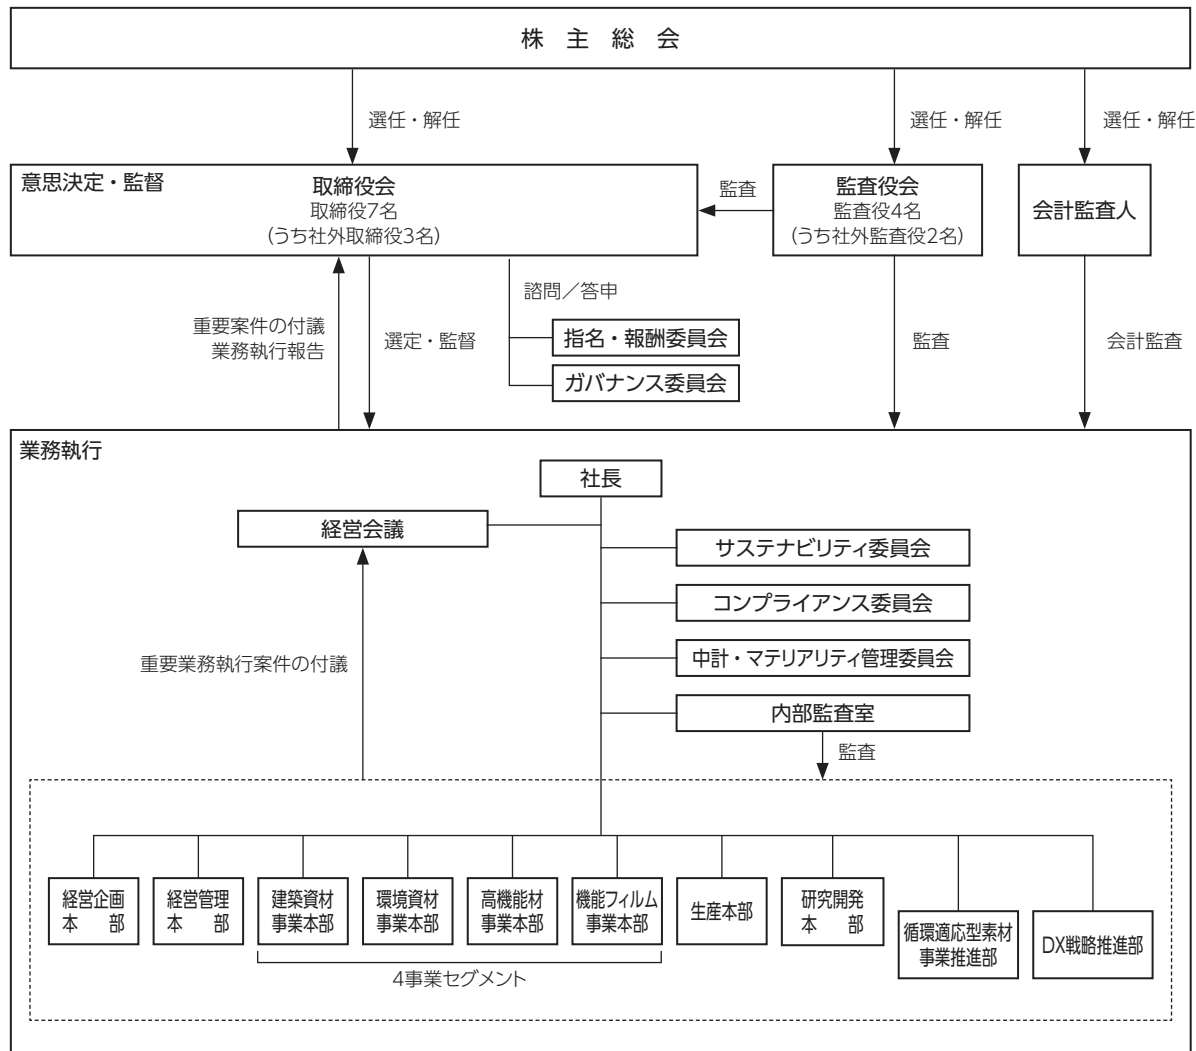 株 主 総 会
選任・解任
選任・解任
選任・解任
意思決定・監督
取締役会
取締役7名
(うち社外取締役3名)
監査
監査役会
監査役4名
(うち社外監査役2名)
会計監査人
重要案件の付議
業務執行報告
選定・監督
諮問／答申
指名・報酬委員会
ガバナンス委員会
監査
会計監査
業務執行
社長
経営会議
サステナビリティ委員会
コンプライアンス委員会
中計・マテリアリティ管理委員会
内部監査室
重要業務執行案件の付議
監査
経営企画
本 部
経営管理
本 部
建築資材
事業本部
環境資材
事業本部
高機能材
事業本部
機能フィルム
事業本部
生産本部
研究開発
本 部
循環適応型素材
事業推進部
DX戦略推進部
4事業セグメント